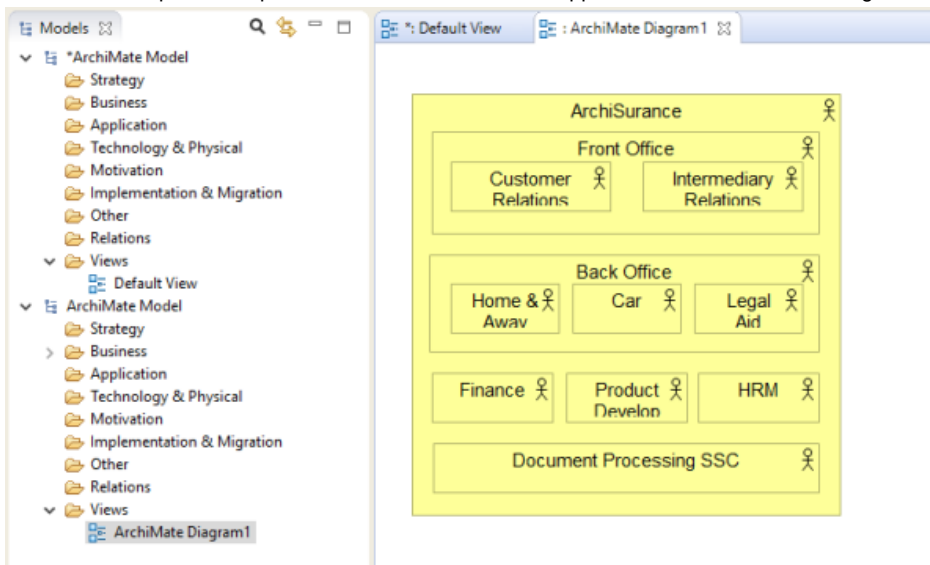 Models
*ArchiMate Model
Strategy
Business
Application
Technology & Physical
Motivation
Implementation & Migration
Other
Relations
Views
Default View
ArchiMate Model
Strategy
Business
Application
Technology & Physical
Motivation
Implementation & Migration
Other
Relations
Views
ArchiMate Diagram1
*: Default View
: ArchiMate Diagram1
ArchiSurance
Front Office
Customer
Relations
Intermediary
Relations
Back Office
Home &
Away
Car
Legal
Aid
Finance
Product
Develop
HRM
Document Processing SSC